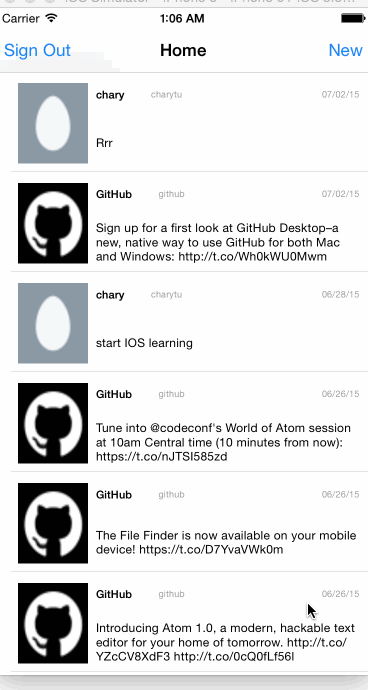 Carrier 1:06 AM
Sign Out Home New
chary charytu 07/02/15
Rrr
GitHub github 07/02/15
Sign up for a first look at GitHub Desktop–a
new, native way to use GitHub for both Mac
and Windows: http://t.co/Wh0kWU0Mwm
chary charytu 06/28/15
start IOS learning
GitHub github 06/26/15
Tune into @codeconf's World of Atom session
at 10am Central time (10 minutes from now):
https://t.co/nJTSI585zd
GitHub github 06/26/15
The File Finder is now available on your mobile
device! https://t.co/D7YvaVWk0m
GitHub github 06/26/15
Introducing Atom 1.0, a modern, hackable text
editor for your home of tomorrow. http://t.co/
YZcCV8XdF3 http://t.co/0cQ0fLf56l